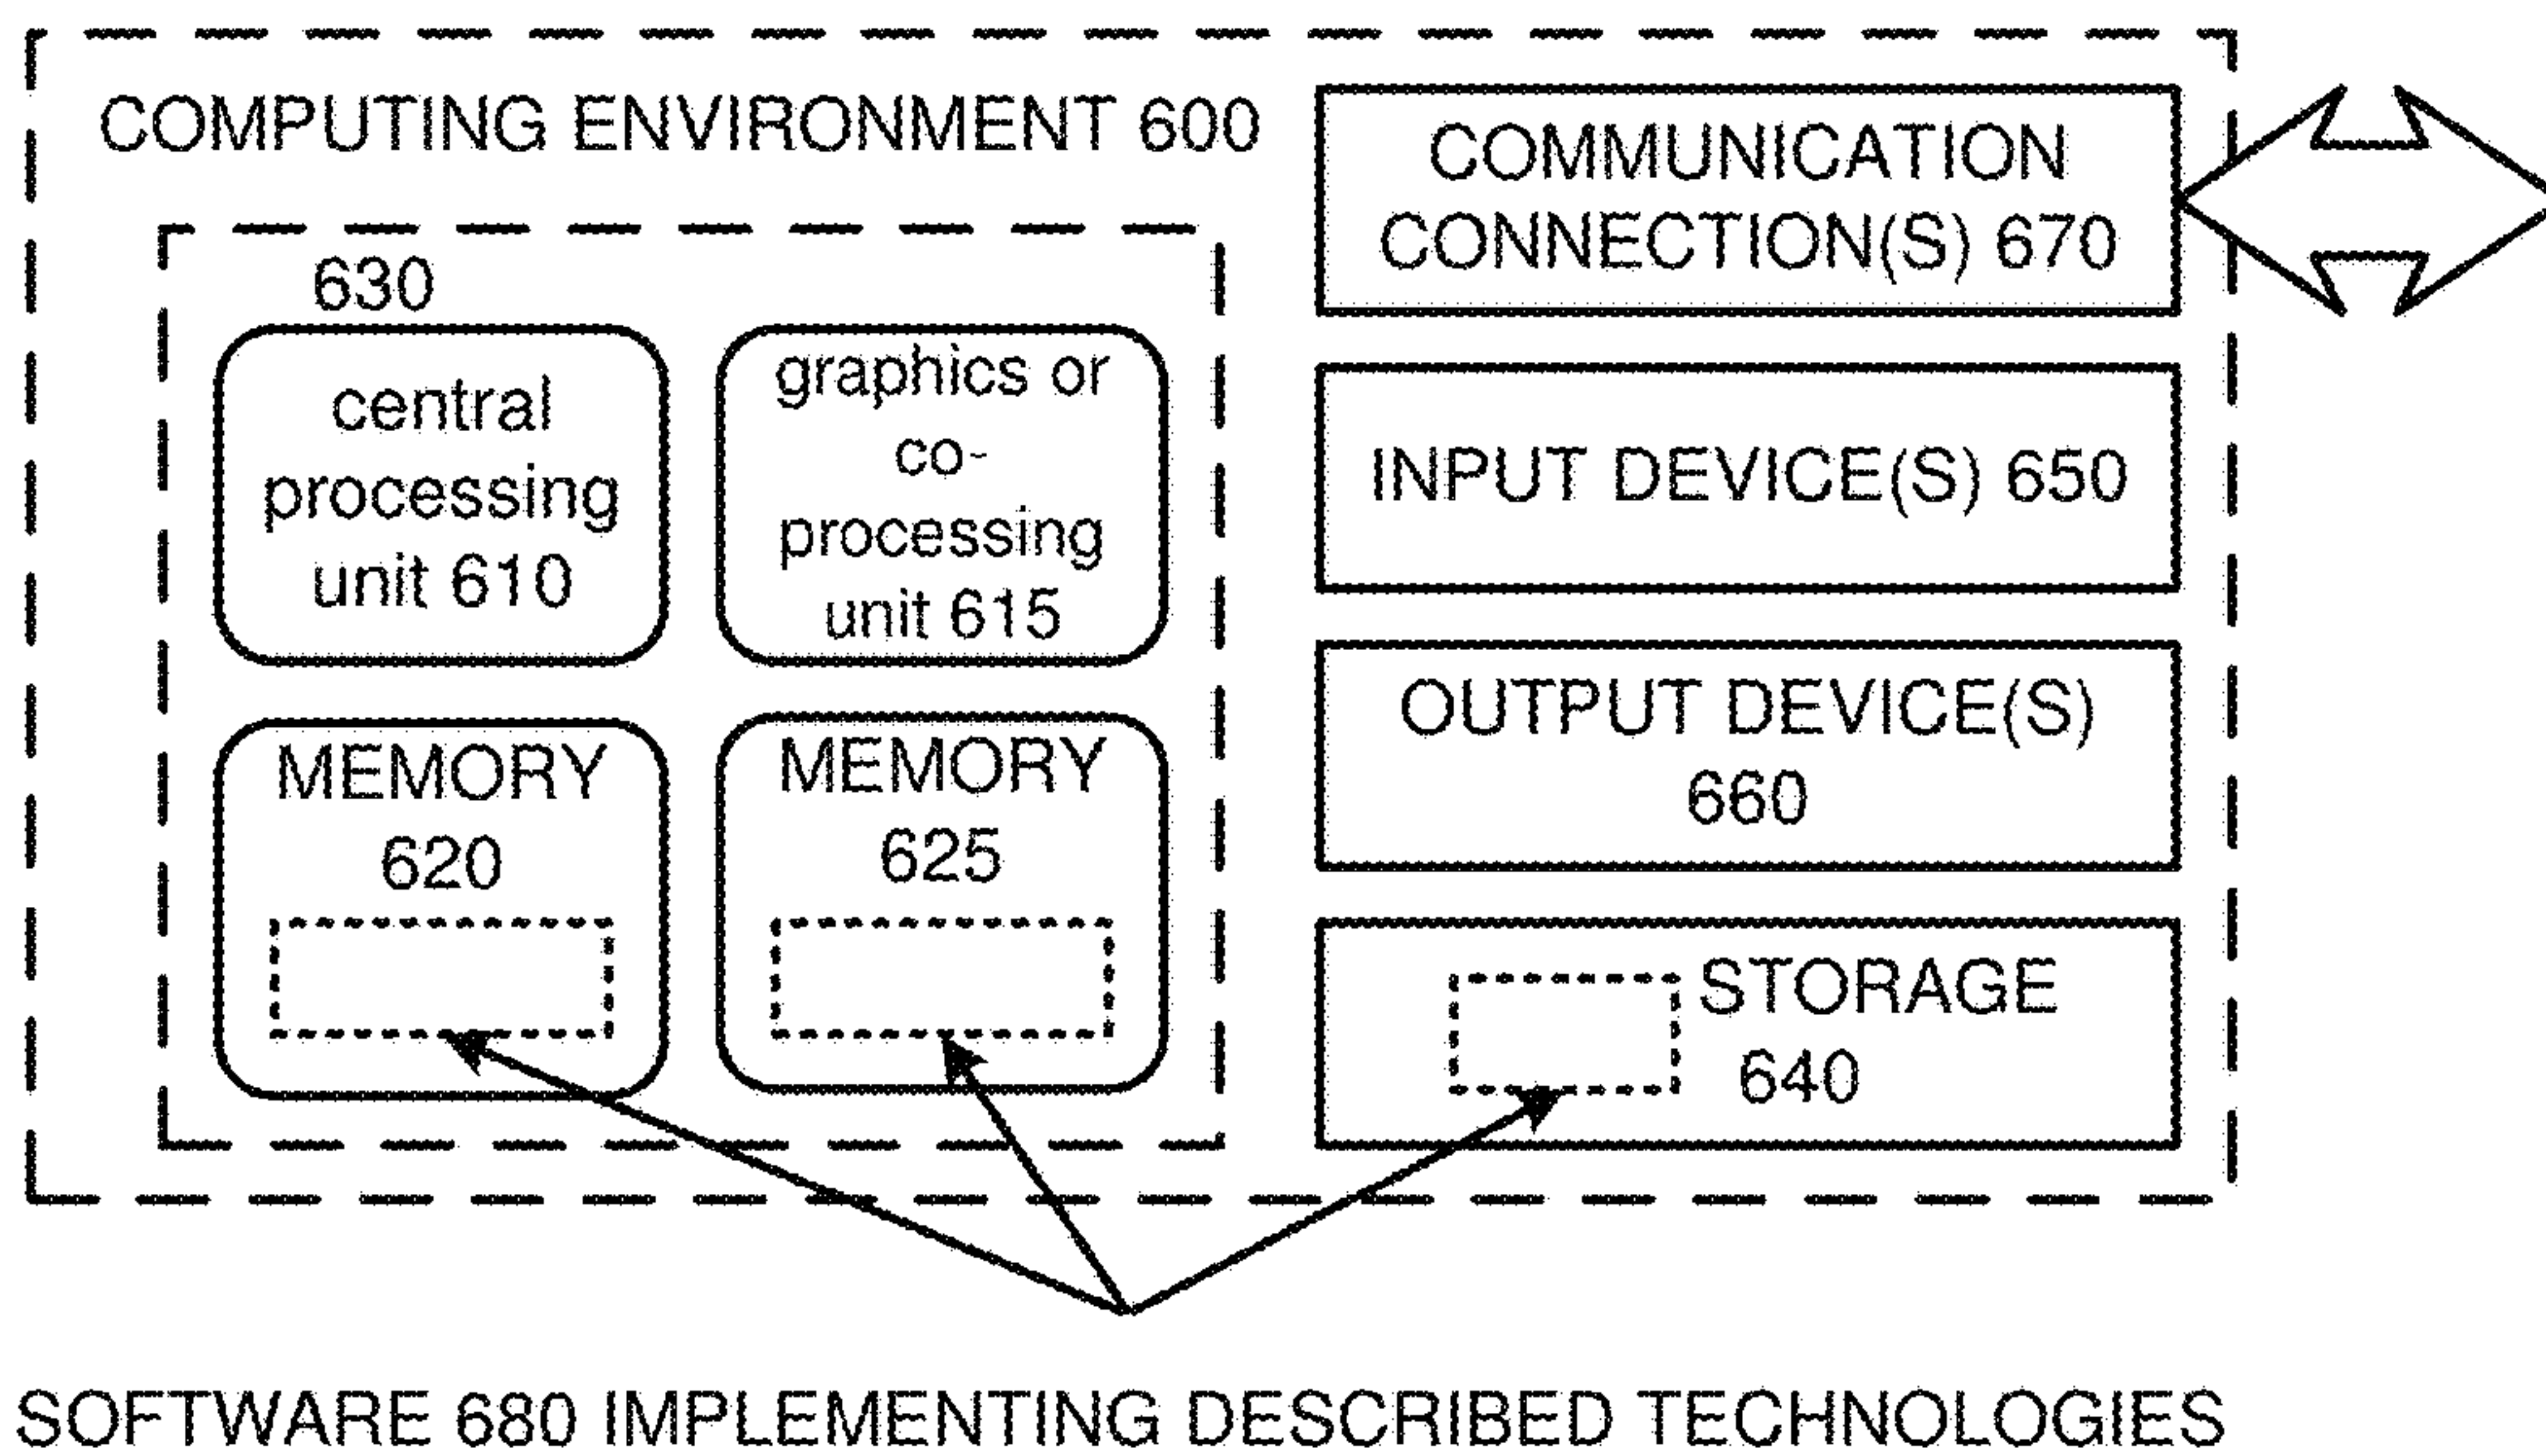 COMPUTING ENVIRONMENT 600
630
central
processing
unit 610
graphics or
co-
processing
unit 615
MEMORY
620
MEMORY
625
COMMUNICATION
CONNECTION(S) 670
INPUT DEVICE(S) 650
OUTPUT DEVICE(S)
660
STORAGE
640
SOFTWARE 680 IMPLEMENTING DESCRIBED TECHNOLOGIES